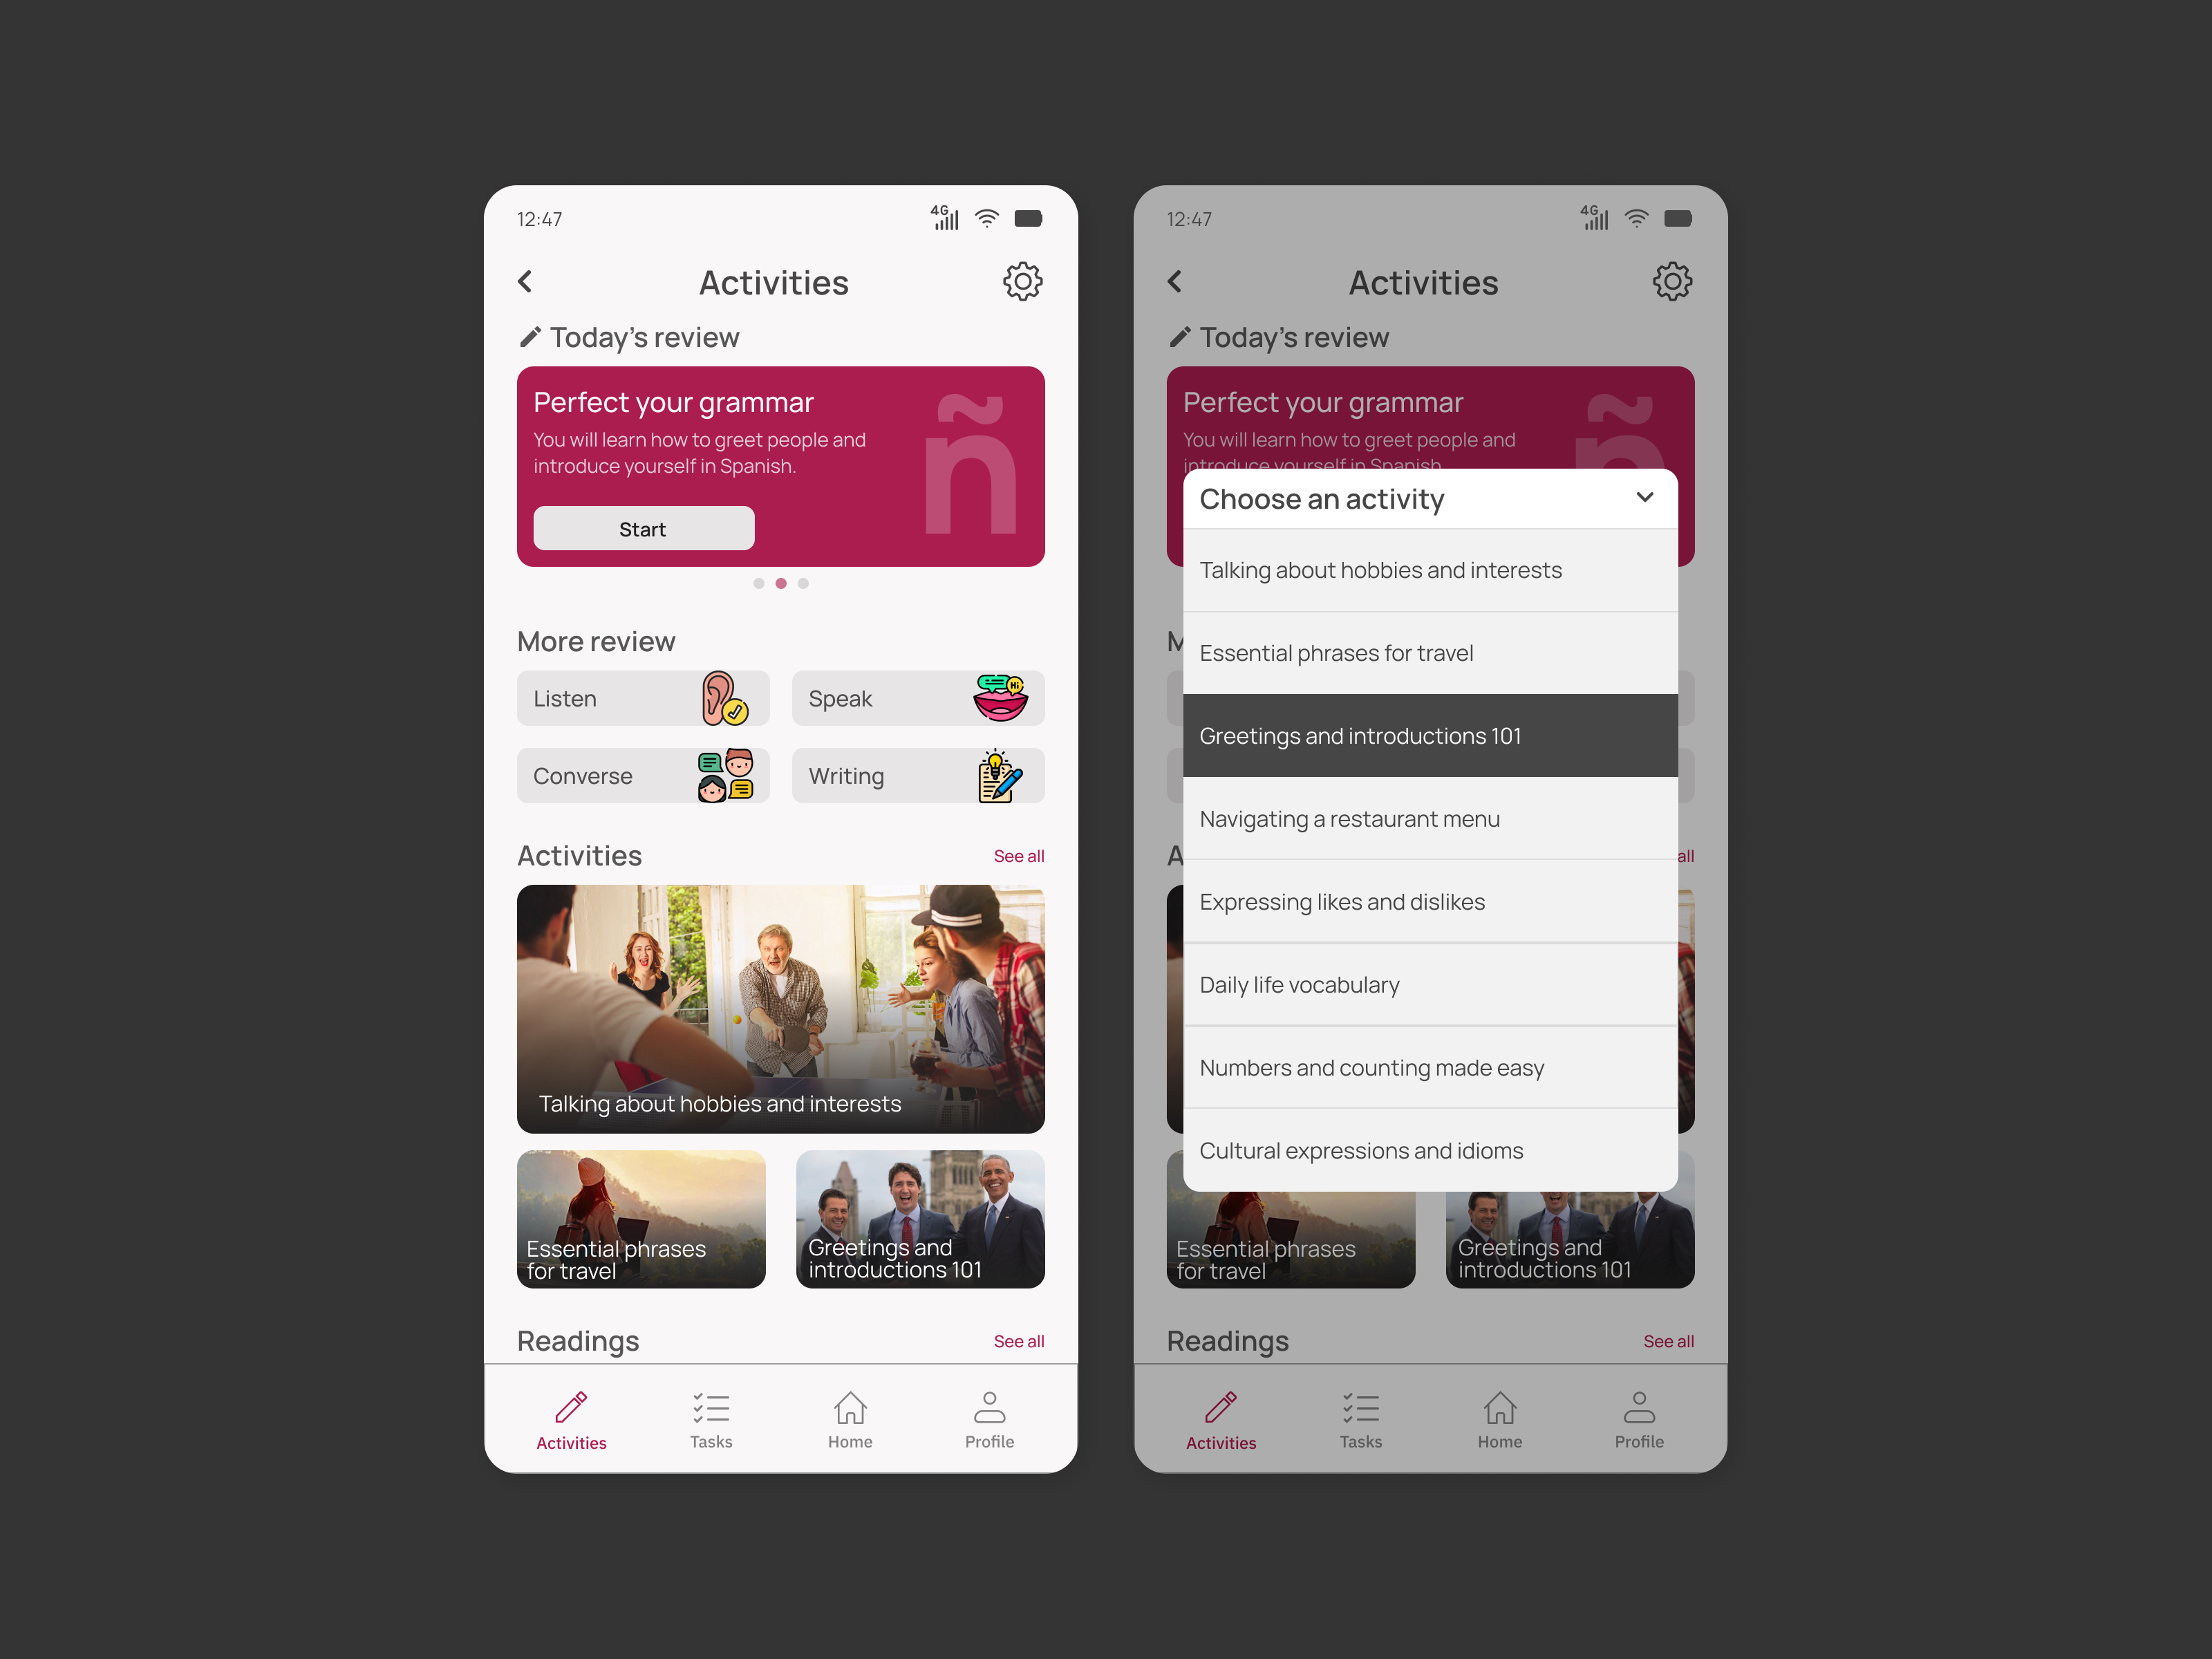 12:47
4G
Activities
Today's review
Perfect your grammar
You will learn how to greet people and
introduce yourself in Spanish.
ñ
Start
More review
Listen
Speak
Hi
Converse
Writing
Activities
See all
Talking about hobbies and interests
Essential phrases
for travel
Greetings and
introductions 101
Readings
See all
Activities
Tasks
Home
Profile
12:47
4G
Activities
Today's review
Perfect your grammar
You will learn how to greet people and
introduce yourself in Spanish.
ñ
Choose an activity
Talking about hobbies and interests
Essential phrases for travel
Greetings and introductions 101
Navigating a restaurant menu
Expressing likes and dislikes
Daily life vocabulary
Numbers and counting made easy
Cultural expressions and idioms
M
A
all
Essential phrases
for travel
Greetings and
introductions 101
Readings
See all
Activities
Tasks
Home
Profile